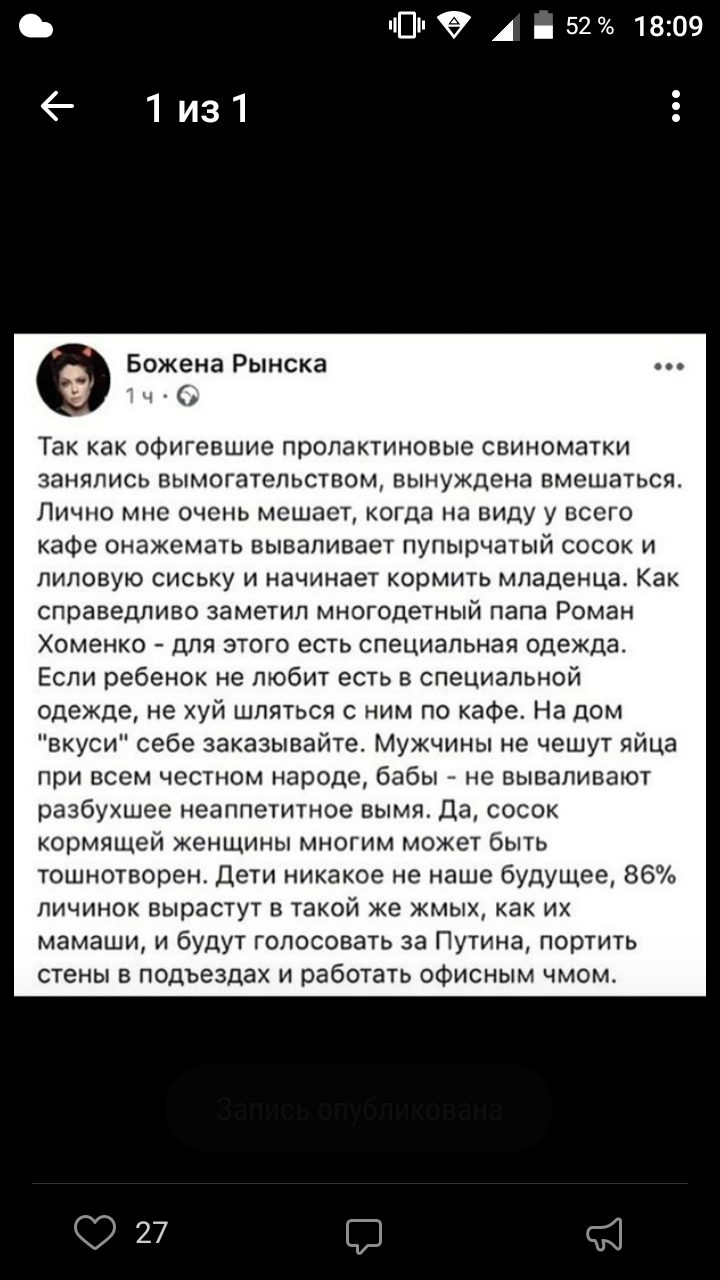 52 % 18:09
1 из 1
Божена Рынска
1 ч ·
Так как офигевшие пролактиновые свиноматки
занялись вымогательством, вынуждена вмешаться.
Лично мне очень мешает, когда на виду у всего
кафе онажемать вываливает пупырчатый сосок и
лиловую сиську и начинает кормить младенца. Как
справедливо заметил многодетный папа Роман
Хоменко - для этого есть специальная одежда.
Если ребенок не любит есть в специальной
одежде, не хуй шляться с ним по кафе. На дом
"вкуси" себе заказывайте. Мужчины не чешут яйца
при всем честном народе, бабы - не вываливают
разбухшее неаппетитное вымя. Да, сосок
кормящей женщины многим может быть
тошнотворен. Дети никакое не наше будущее, 86%
личинок вырастут в такой же жмых, как их
мамаши, и будут голосовать за Путина, портить
стены в подъездах и работать офисным чмом.
Запись опубликована
27